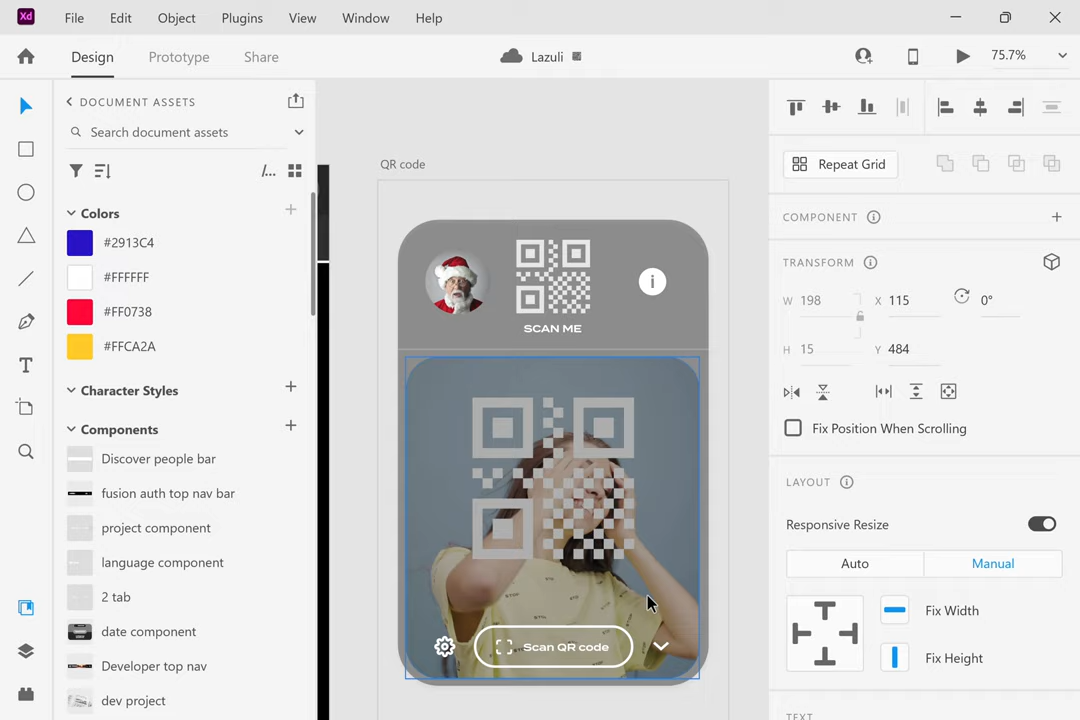 Xd File Edit Object Plugins View Window Help
Design Prototype Share Lazuli 75.7%
DOCUMENT ASSETS
Search document assets
/...
Colors
#2913C4
#FFFFFF
#FF0738
#FFCA2A
Character Styles
Components
Discover people bar
fusion auth top nav bar
project component
language component
2 tab
date component
Developer top nav
dev project
QR code
i
SCAN ME
Scan QR code
Repeat Grid
COMPONENT
TRANSFORM
W 198 X 115 0°
H 15 Y 484
Fix Position When Scrolling
LAYOUT
Responsive Resize
Auto Manual
Fix Width
Fix Height
TEXT